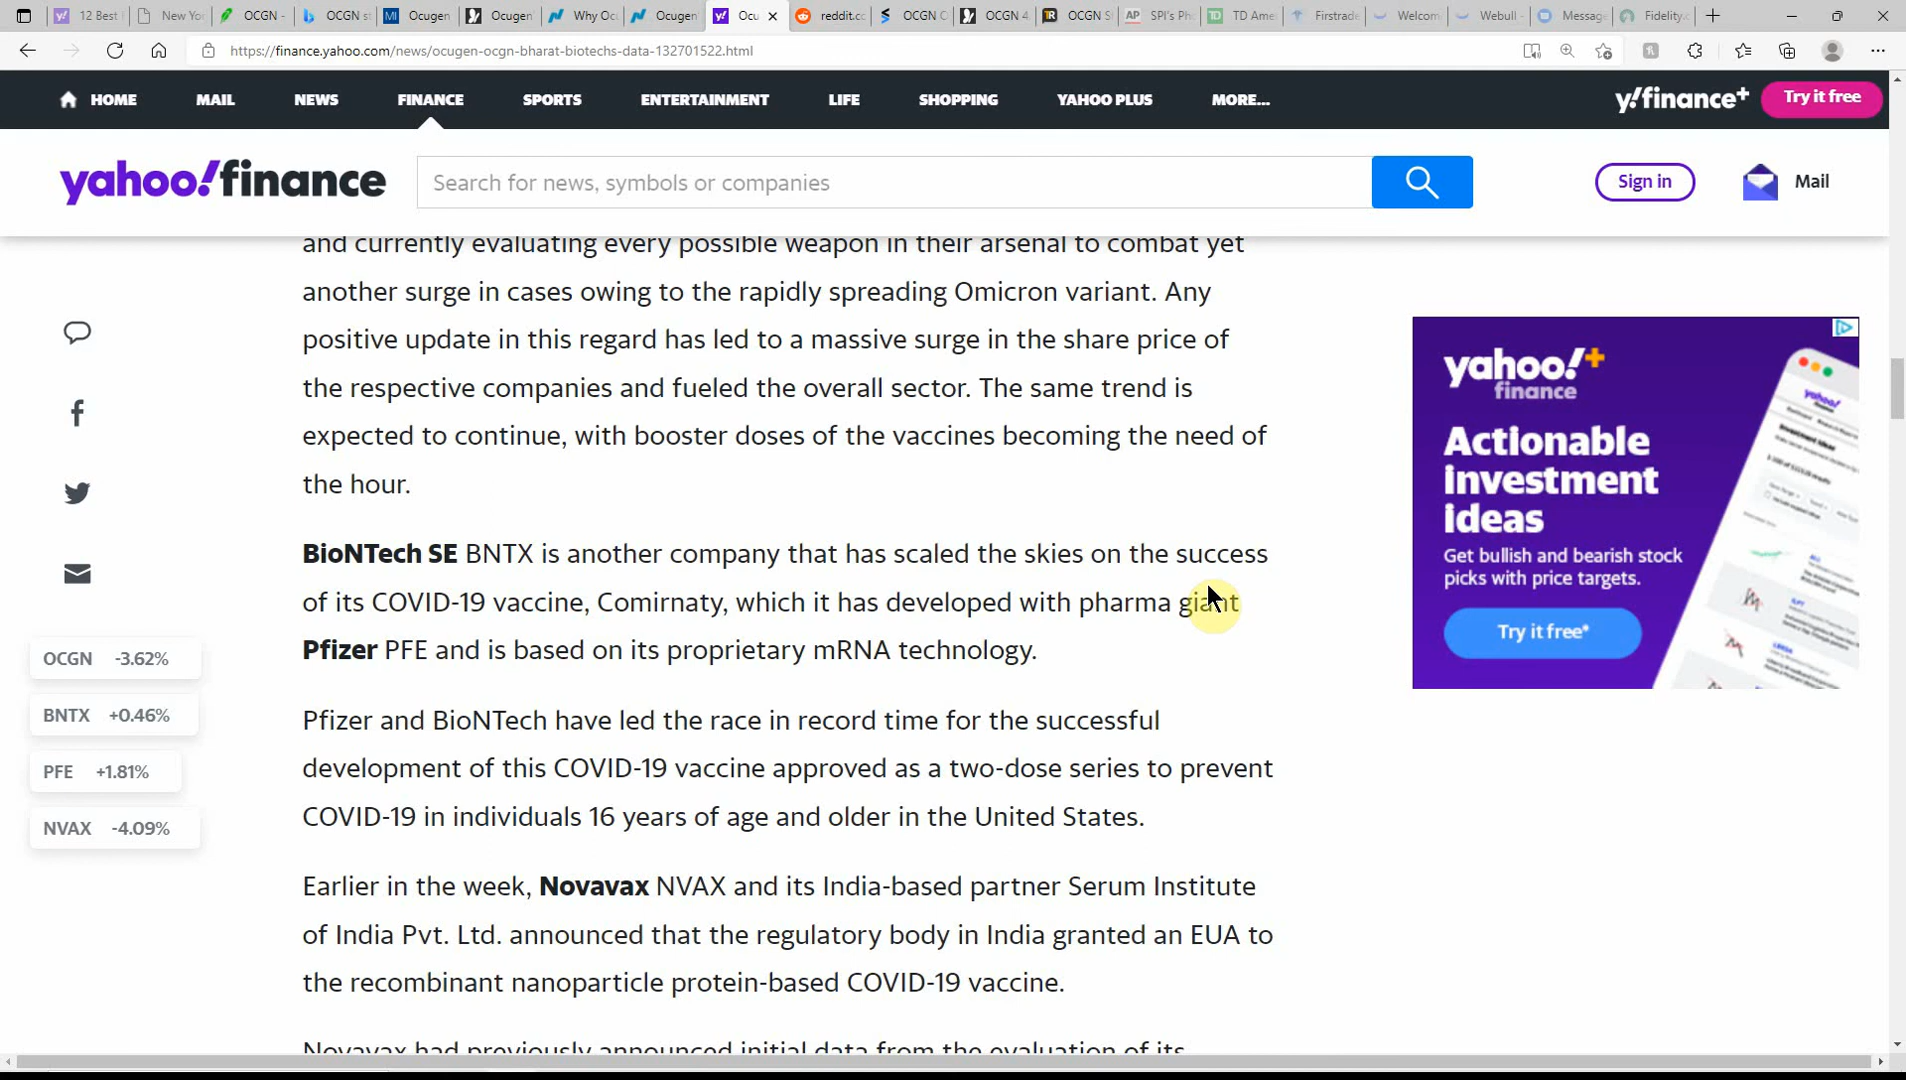 12 Best
New Yo
OCGN -
OCGN st
Ocugen
Ocugen
Why Ocu
Ocugen
Ocu
reddit.co
OCGN C
OCGN 4
OCGN S
SPI's Ph
TD Ame
Firstrade
Welcom
Webull -
Message
Fidelity.c
https://finance.yahoo.com/news/ocugen-ocgn-bharat-biotechs-data-132701522.html
HOME MAIL NEWS FINANCE SPORTS ENTERTAINMENT LIFE SHOPPING YAHOO PLUS MORE...
y!finance+
Try it free
yahoo!finance
Search for news, symbols or companies
Sign in
Mail
and currently evaluating every possible weapon in their arsenal to combat yet
another surge in cases owing to the rapidly spreading Omicron variant. Any
positive update in this regard has led to a massive surge in the share price of
the respective companies and fueled the overall sector. The same trend is
expected to continue, with booster doses of the vaccines becoming the need of
the hour.
BioNTech SE BNTX is another company that has scaled the skies on the success
of its COVID-19 vaccine, Comirnaty, which it has developed with pharma giant
Pfizer PFE and is based on its proprietary mRNA technology.
Pfizer and BioNTech have led the race in record time for the successful
development of this COVID-19 vaccine approved as a two-dose series to prevent
COVID-19 in individuals 16 years of age and older in the United States.
Earlier in the week, Novavax NVAX and its India-based partner Serum Institute
of India Pvt. Ltd. announced that the regulatory body in India granted an EUA to
the recombinant nanoparticle protein-based COVID-19 vaccine.
Novavax had previously announced initial data from the evaluation of its
OCGN -3.62%
BNTX +0.46%
PFE +1.81%
NVAX -4.09%
yahoo!+
finance
Actionable
investment
ideas
Get bullish and bearish stock
picks with price targets.
Try it free*